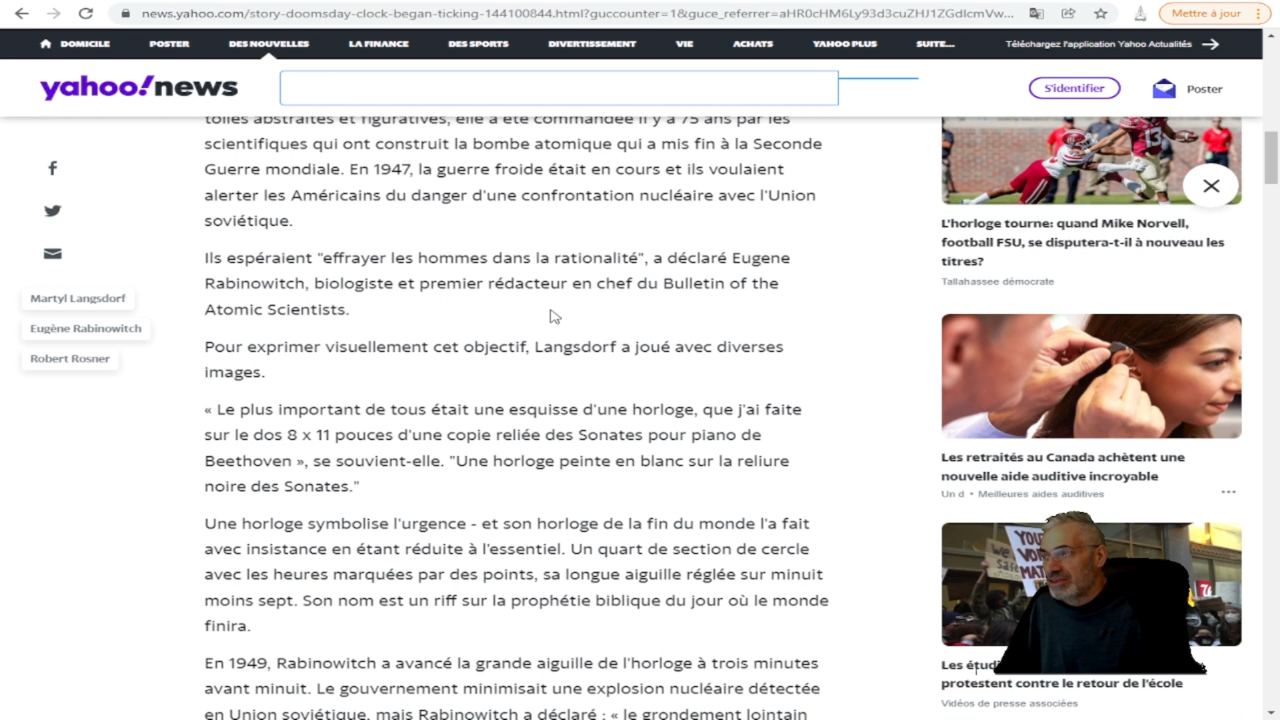 news.yahoo.com/story-doomsday-clock-began-ticking-144100844.html?guccounter=1&guce_referrer=aHR0cHM6Ly93d3cuZHJ1ZGdlcmVw...
Mettre à jour
DOMICILE POSTER DES NOUVELLES LA FINANCE DES SPORTS DIVERTISSEMENT VIE ACHATS YAHOO PLUS SUITE... Téléchargez l'application Yahoo Actualités
yahoo!news
S'identifier
Poster
toiles abstraites et figuratives, elle a été commandée il y a 75 ans par les
scientifiques qui ont construit la bombe atomique qui a mis fin à la Seconde
Guerre mondiale. En 1947, la guerre froide était en cours et ils voulaient
alerter les Américains du danger d'une confrontation nucléaire avec l'Union
soviétique.
Ils espéraient "effrayer les hommes dans la rationalité", a déclaré Eugene
Rabinowitch, biologiste et premier rédacteur en chef du Bulletin of the
Atomic Scientists.
Pour exprimer visuellement cet objectif, Langsdorf a joué avec diverses
images.
« Le plus important de tous était une esquisse d'une horloge, que j'ai faite
sur le dos 8 x 11 pouces d'une copie reliée des Sonates pour piano de
Beethoven », se souvient-elle. "Une horloge peinte en blanc sur la reliure
noire des Sonates."
Une horloge symbolise l'urgence - et son horloge de la fin du monde l'a fait
avec insistance en étant réduite à l'essentiel. Un quart de section de cercle
avec les heures marquées par des points, sa longue aiguille réglée sur minuit
moins sept. Son nom est un riff sur la prophétie biblique du jour où le monde
finira.
En 1949, Rabinowitch a avancé la grande aiguille de l'horloge à trois minutes
avant minuit. Le gouvernement minimisait une explosion nucléaire détectée
en Union soviétique, mais Rabinowitch a déclaré : « le grondement lointain
Martyl Langsdorf
Eugène Rabinowitch
Robert Rosner
13
L'horloge tourne: quand Mike Norvell,
football FSU, se disputera-t-il à nouveau les
titres?
Tallahassee démocrate
Les retraités au Canada achètent une
nouvelle aide auditive incroyable
Un d • Meilleures aides auditives
YOU
VO
MAT
Safe
Les étud
protestent contre le retour de l'école
Vidéos de presse associées